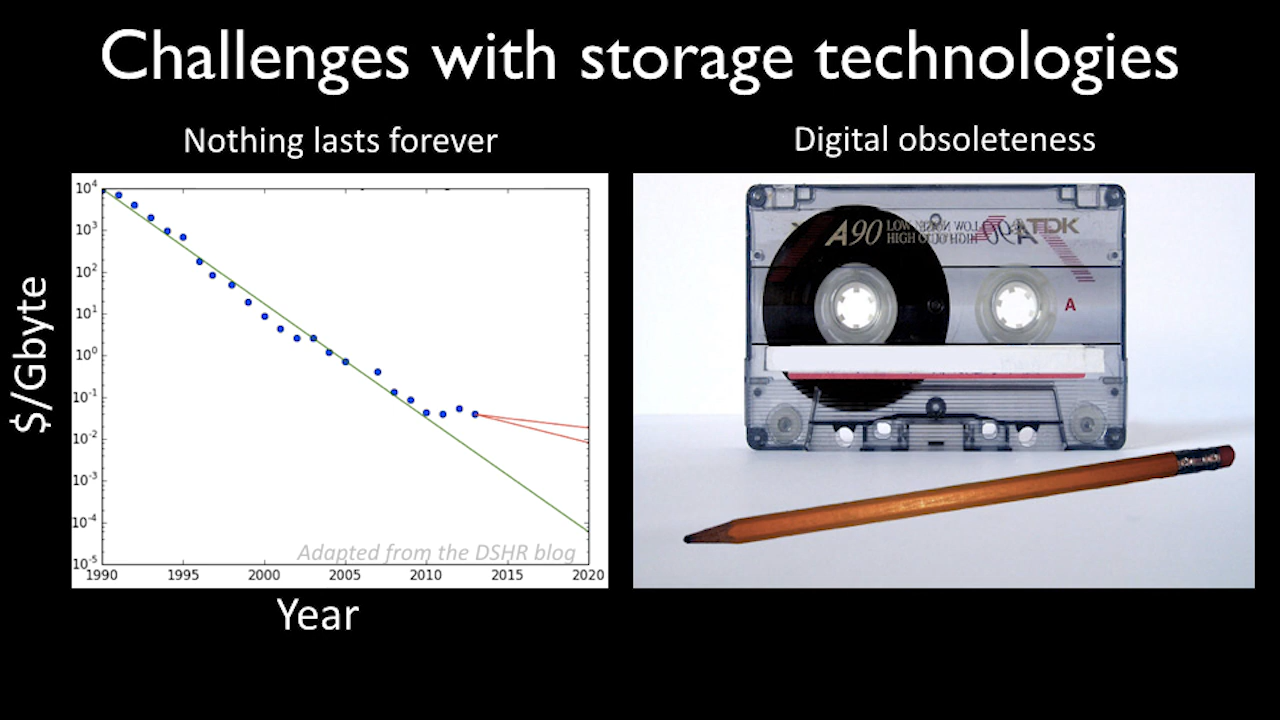 Challenges with storage technologies
Nothing lasts forever
Digital obsoleteness
$/Gbyte
10⁴
10³
10²
10¹
10⁰
10⁻¹
10⁻²
10⁻³
10⁻⁴
10⁻⁵
Adapted from the DSHR blog
1990 1995 2000 2005 2010 2015 2020
Year
A90
LOW
HIGH
TDK
A